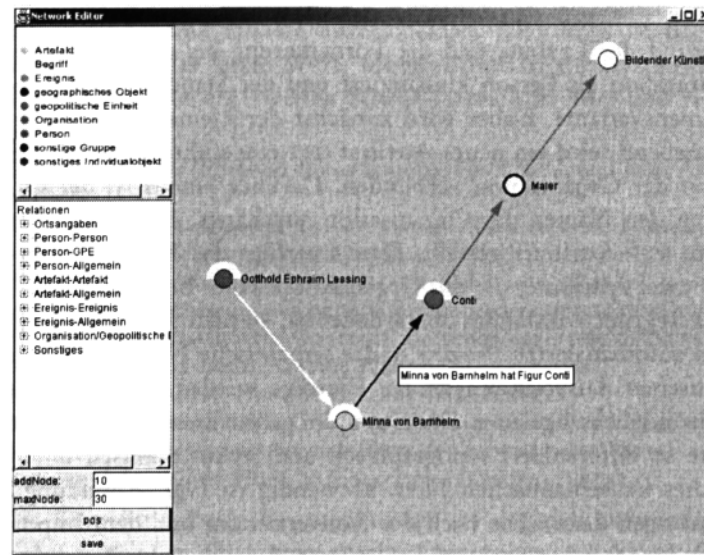 Network Editor
Artefakt
Begriff
Ereignis
geographisches Objekt
geopolitische Einheit
Organisation
Person
sonstige Gruppe
sonstiges Individualobjekt
Relationen
Ortsangaben
Person-Person
Person-GPE
Person-Allgemein
Artefakt-Artefakt
Artefakt-Allgemein
Ereignis-Ereignis
Ereignis-Allgemein
Organisation/Geopolitische E
Sonstiges
addNode: 10
maxNode: 30
pos
save
Bildender Künstl
Maler
Gotthold Ephraim Lessing
Conti
Minna von Barnhelm hat Figur Conti
Minna von Barnhelm